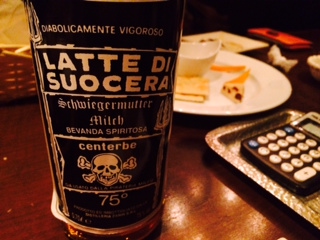 DIABOLICAMENTE VIGOROSO
LATTE DI
SUOCERA
Schwiegermutter
Milch
BEVANDA SPIRITOSA
centerbe
75°